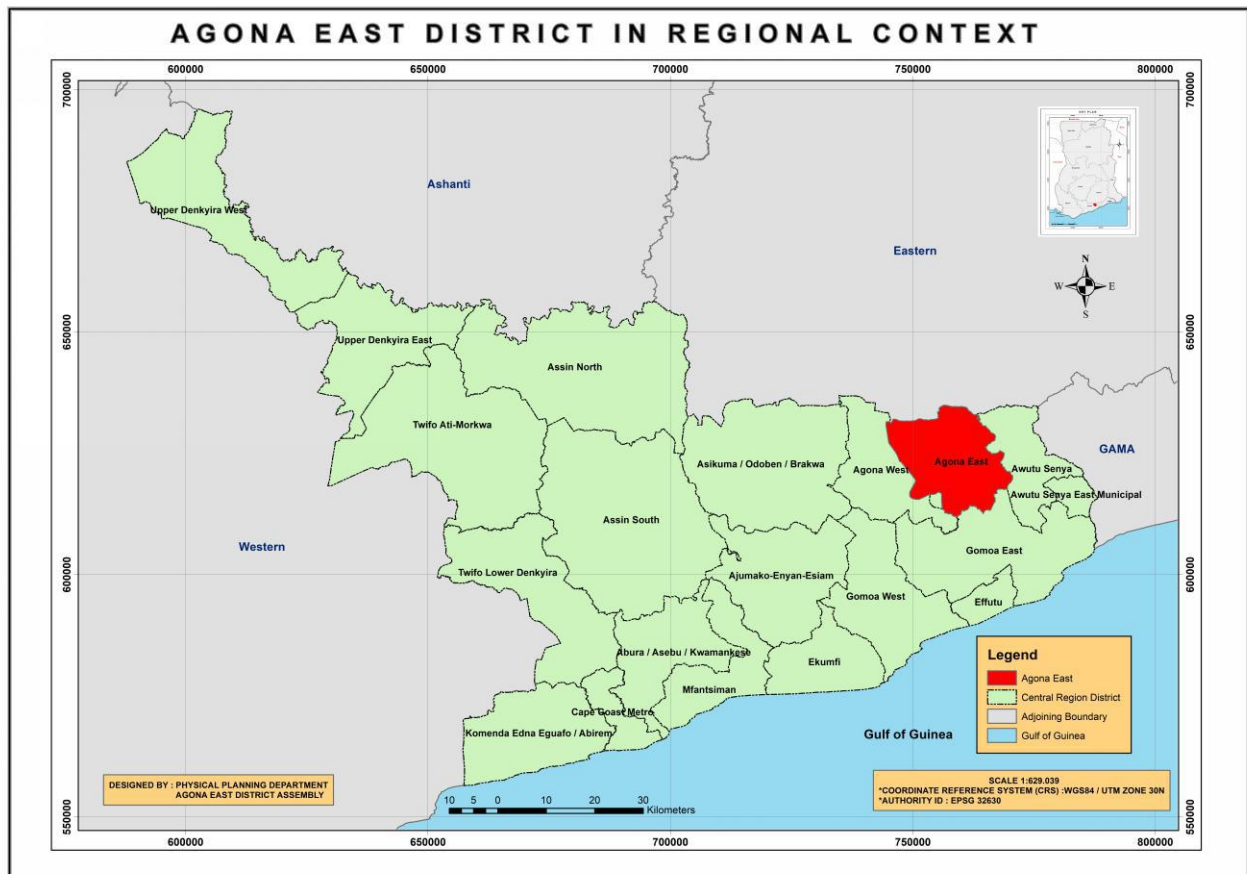 AGONA EAST DISTRICT IN REGIONAL CONTEXT
600000
650000
700000
750000
800000
700000
700000
KEY PLAN
Ashanti
Upper Denkyira West
Eastern
N
W
E
S
650000
650000
Upper Denkyira East
Assin North
Twifo Ati-Morkwa
GAMA
Asikuma / Odoben / Brakwa
Agona West
Agona East
Awutu Senya
Awutu Senya East Municipal
Assin South
Western
Gomoa East
Twifo Lower Denkyira
Ajumako-Enyan-Esiam
600000
600000
Gomoa West
Effutu
Abura / Asebu / Kwamankese
Ekumfi
Mfantsiman
Cape Coast Metro
Komenda Edna Eguafo / Abirem
Gulf of Guinea
Legend
Agona East
Central Region District
Adjoining Boundary
Gulf of Guinea
DESIGNED BY : PHYSICAL PLANNING DEPARTMENT
AGONA EAST DISTRICT ASSEMBLY
10 5 0 10 20 30
Kilometers
SCALE 1:629.039
*COORDINATE REFERENCE SYSTEM (CRS) :WGS84 / UTM ZONE 30N
*AUTHORITY ID : EPSG 32630
550000
550000
600000
650000
700000
750000
800000